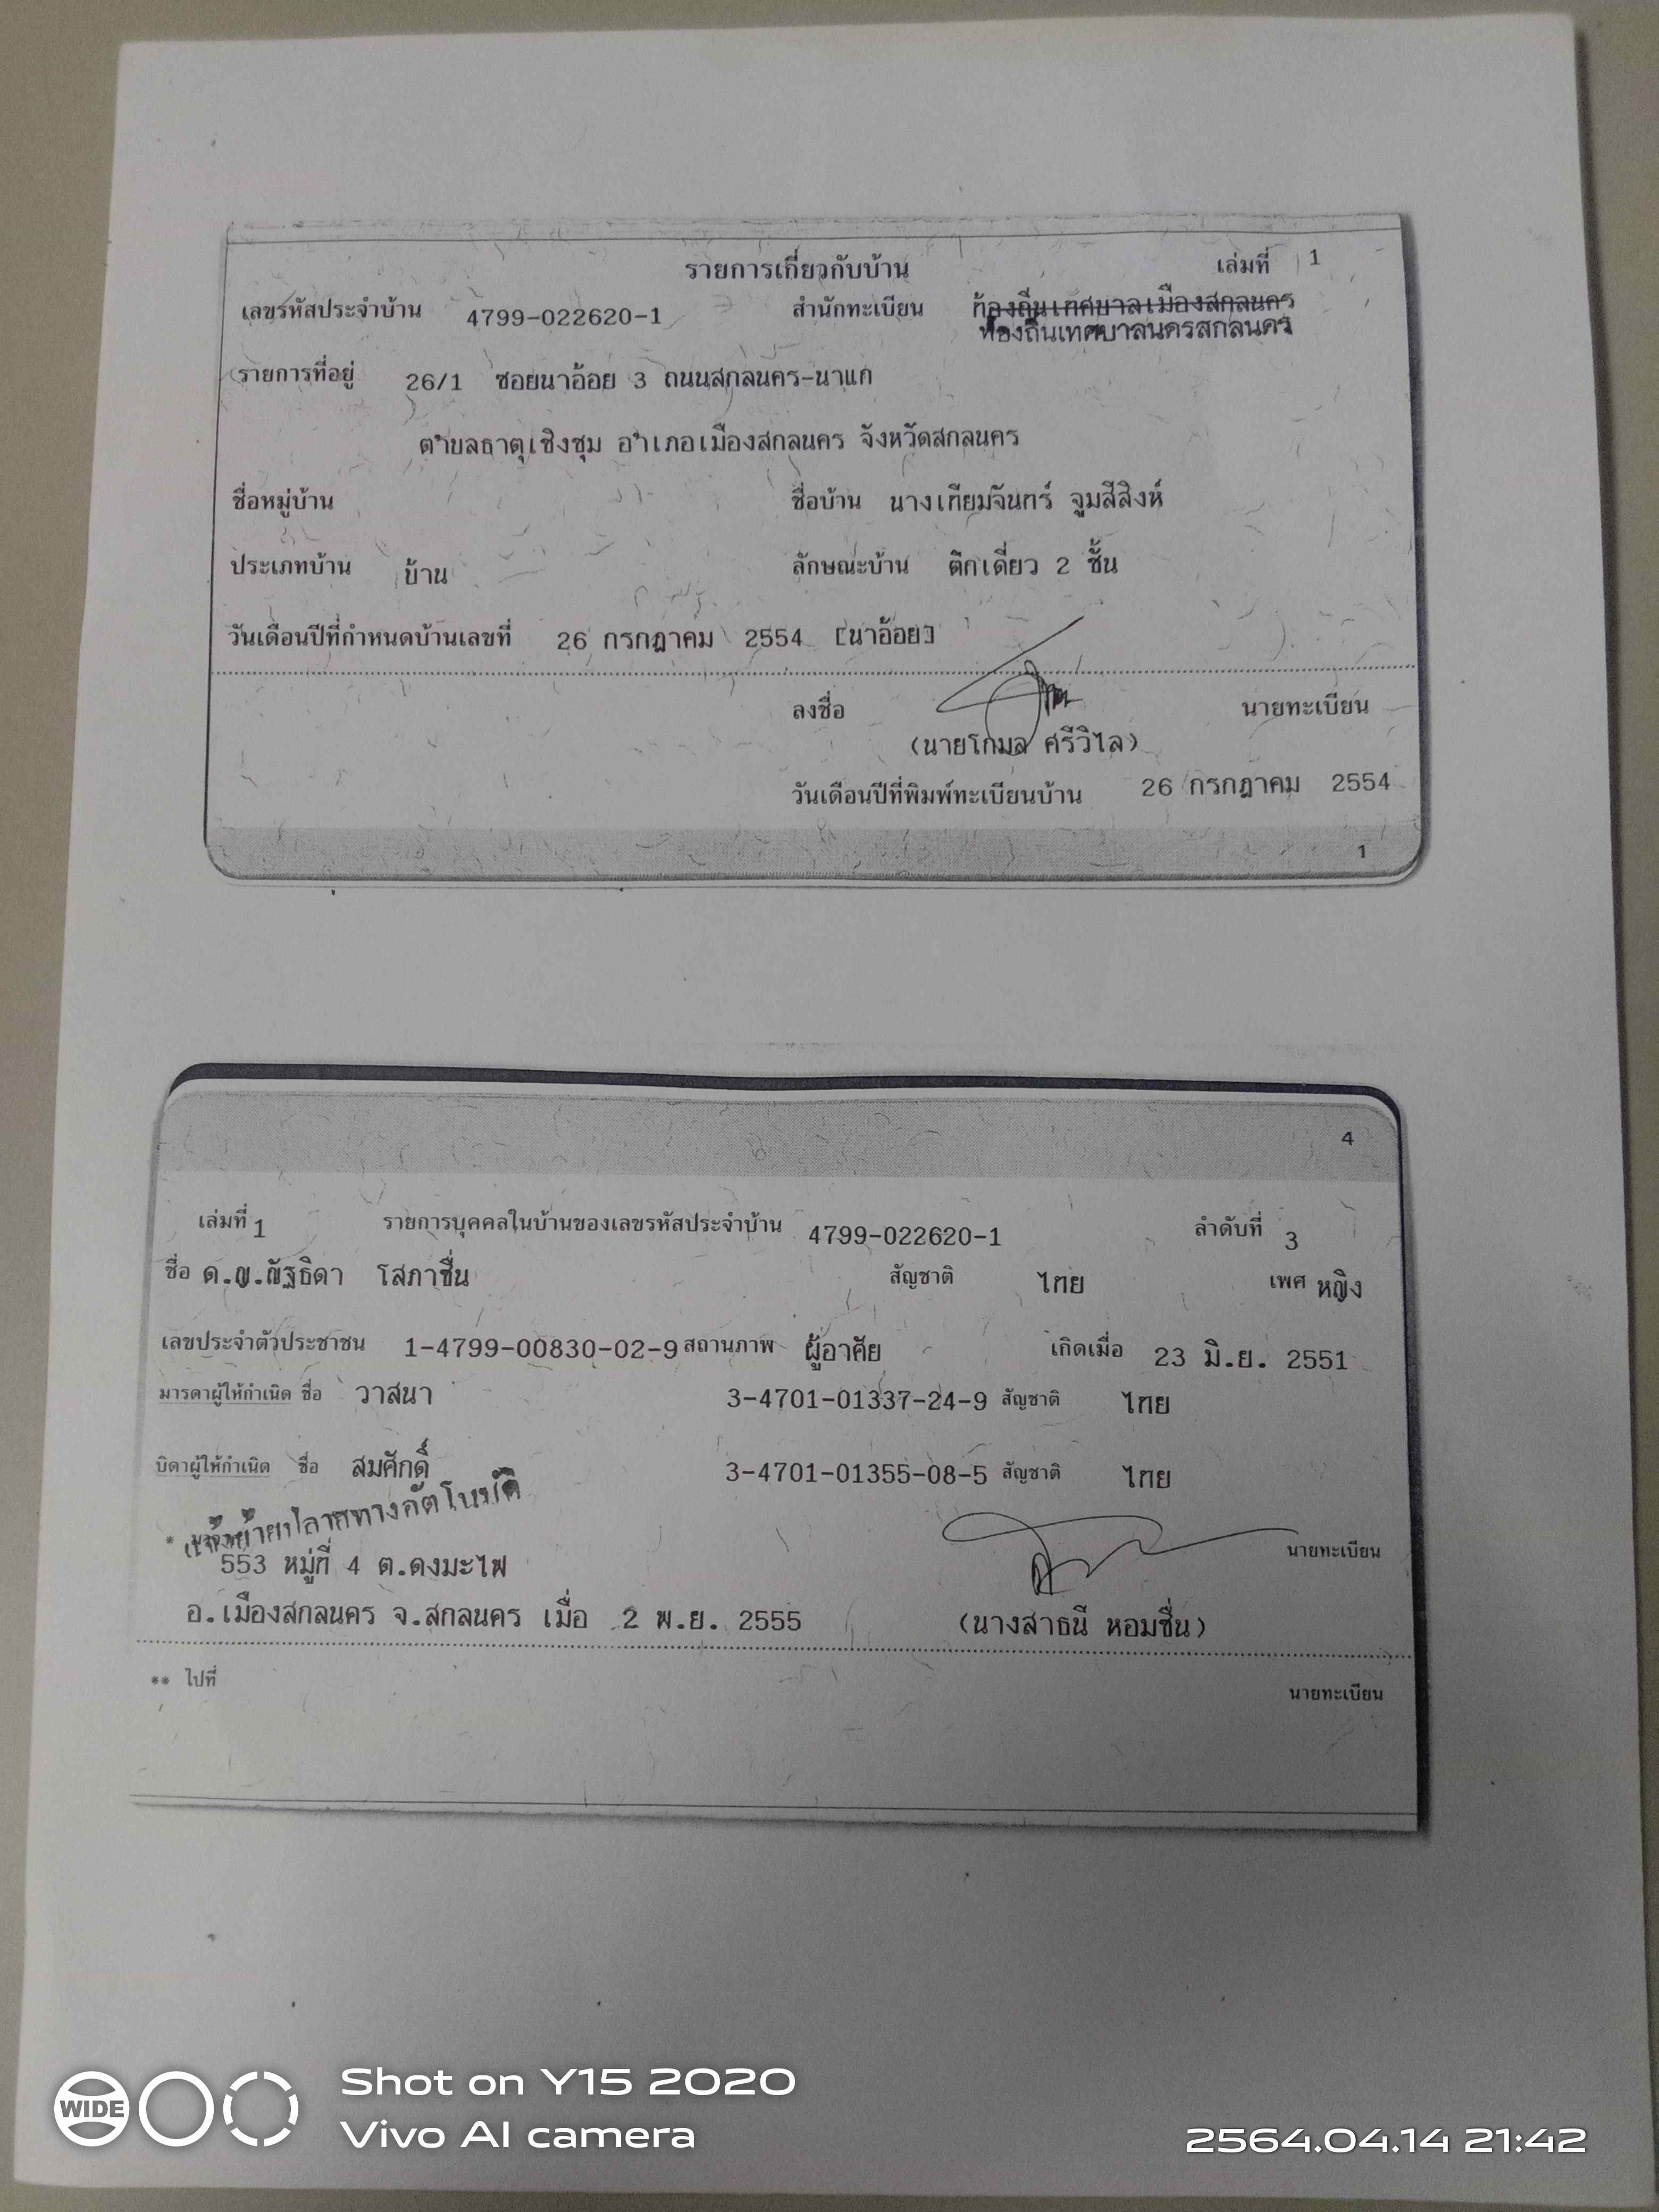 รายการเกี่ยวกับบ้าน เล่มที่ 1
เลขรหัสประจำบ้าน 4799-022620-1 สำนักทะเบียน ท้องถิ่นเทศบาลเมืองสกลนคร
ท้องถิ่นเทศบาลนครสกลนคร
รายการที่อยู่ 26/1 ซอยนาอ้อย 3 ถนนสกลนคร-นาแก
ตำบลธาตุเชิงชุม อำเภอเมืองสกลนคร จังหวัดสกลนคร
ชื่อหมู่บ้าน ชื่อบ้าน นางเทียมจันทร์ จูมสีสิงห์
ประเภทบ้าน บ้าน ลักษณะบ้าน ตึกเดี่ยว 2 ชั้น
วันเดือนปีที่กำหนดบ้านเลขที่ 26 กรกฎาคม 2554 [นาอ้อย]
ลงชื่อ นายทะเบียน
(นายโกมล ศรีวิไล)
วันเดือนปีที่พิมพ์ทะเบียนบ้าน 26 กรกฎาคม 2554
1
4
เล่มที่ 1 รายการบุคคลในบ้านของเลขรหัสประจำบ้าน 4799-022620-1 ลำดับที่ 3
ชื่อ ด.ญ.ณัฐธิดา โสภาชื่น สัญชาติ ไทย เพศ หญิง
เลขประจำตัวประชาชน 1-4799-00830-02-9 สถานภาพ ผู้อาศัย เกิดเมื่อ 23 มิ.ย. 2551
มารดาผู้ให้กำเนิด ชื่อ วาสนา 3-4701-01337-24-9 สัญชาติ ไทย
บิดาผู้ให้กำเนิด ชื่อ สมศักดิ์ 3-4701-01355-08-5 สัญชาติ ไทย
* แจ้งย้ายปลายทางอัตโนมัติ
553 หมู่ที่ 4 ต.ดงมะไฟ นายทะเบียน
อ.เมืองสกลนคร จ.สกลนคร เมื่อ 2 พ.ย. 2555 (นางสาธนี หอมชื่น)
** ไปที่ นายทะเบียน
WIDE
Shot on Y15 2020
Vivo AI camera
2564.04.14 21:42